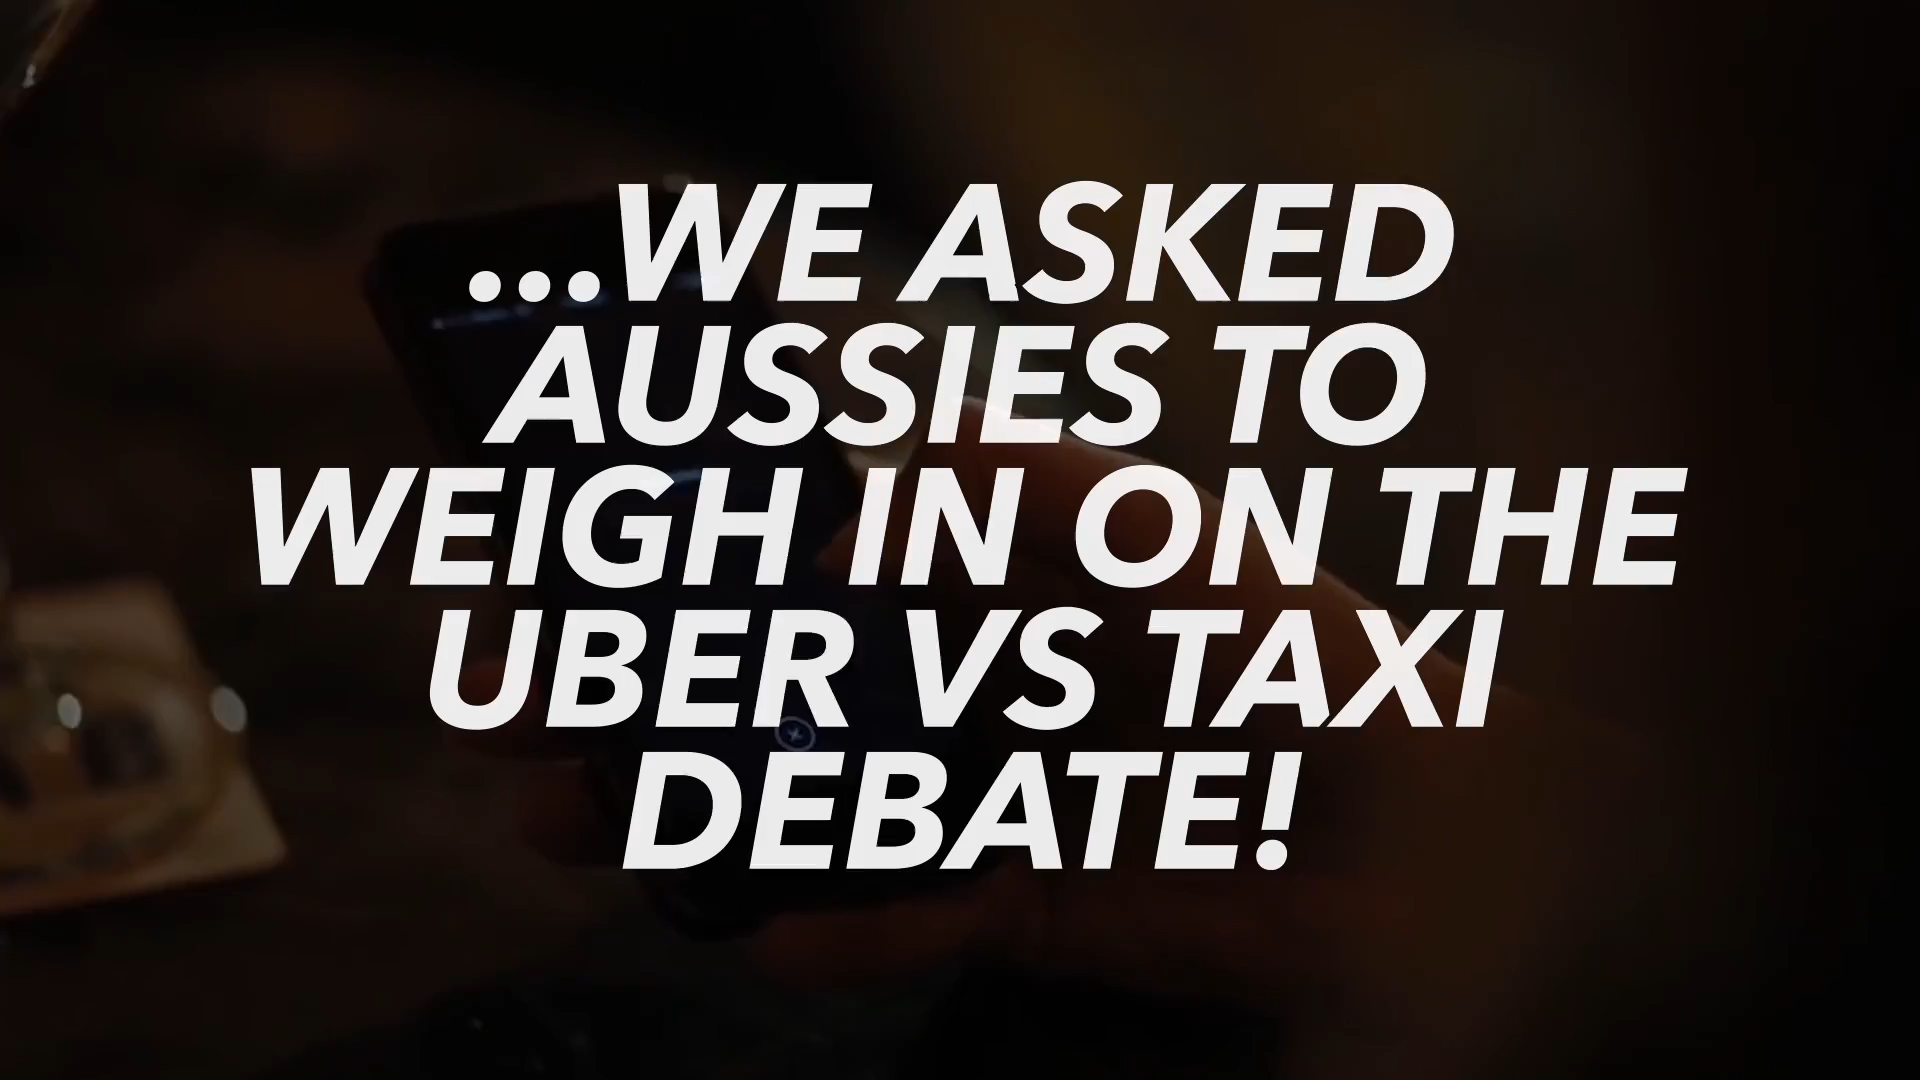 ...WE ASKED
AUSSIES TO
WEIGH IN ON THE
UBER VS TAXI
DEBATE!